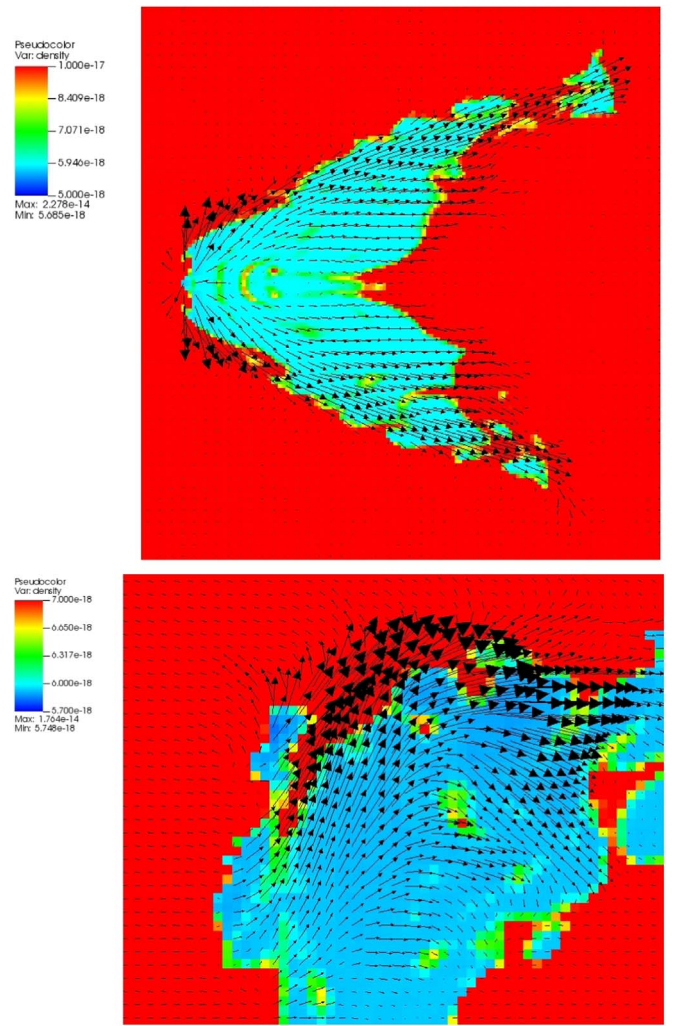 Pseudocolor
Var: density
1.000e-17
8.409e-18
7.071e-18
5.946e-18
5.000e-18
Max: 2.278e-14
Min: 5.685e-18
Pseudocolor
Var: density
7.000e-18
6.650e-18
6.317e-18
6.000e-18
5.700e-18
Max: 1.764e-14
Min: 5.748e-18